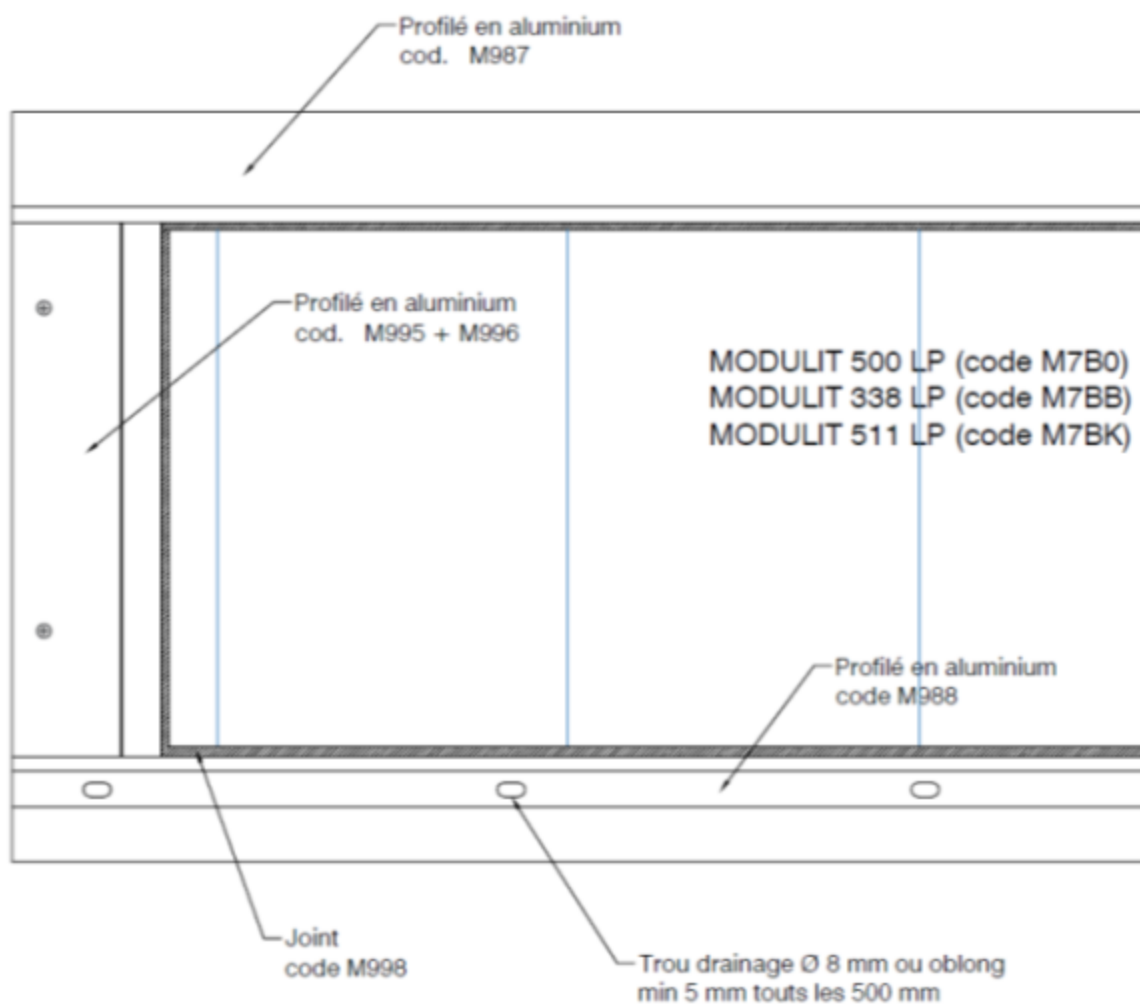 Profilé en aluminium
cod. M987
Profilé en aluminium
cod. M995 + M996
MODULIT 500 LP (code M7B0)
MODULIT 338 LP (code M7BB)
MODULIT 511 LP (code M7BK)
Profilé en aluminium
code M988
Joint
code M998
Trou drainage Ø 8 mm ou oblong
min 5 mm touts les 500 mm